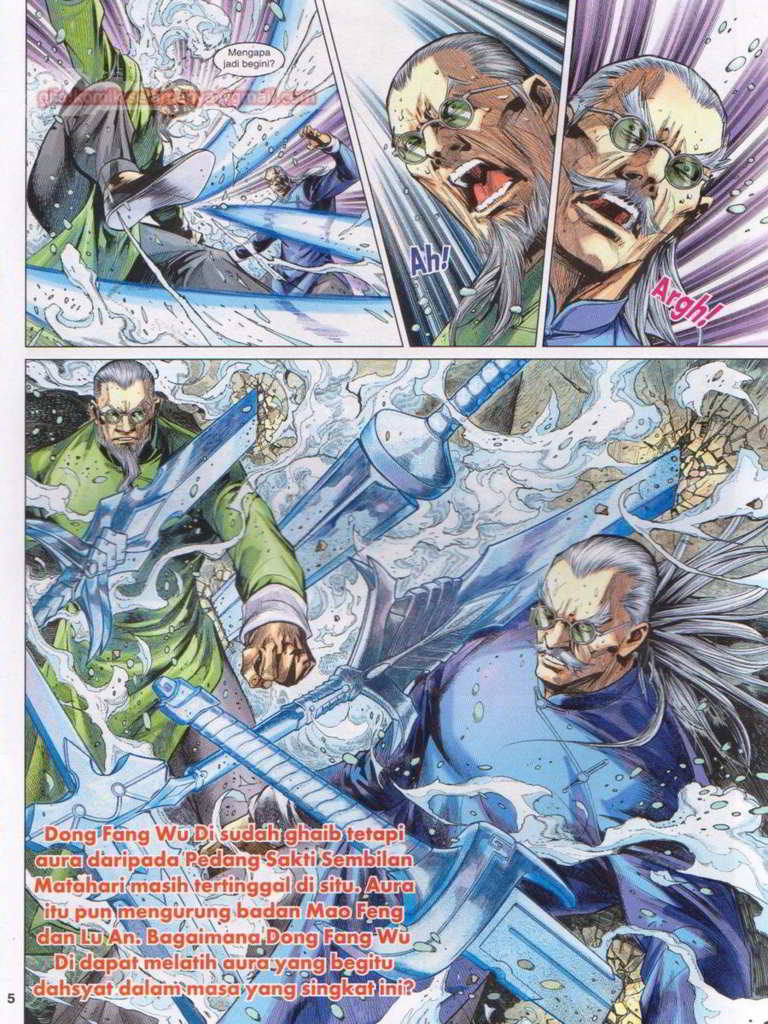 Mengapa
jadi begini?
Ah!
Argh!
Dong Fang Wu Di sudah ghaib tetapi
aura daripada Pedang Sakti Sembilan
Matahari masih tertinggal di situ. Aura
itu pun mengurung badan Mao Feng
dan Lu An. Bagaimana Dong Fang Wu
Di dapat melatih aura yang begitu
dahsyat dalam masa yang singkat ini?
5